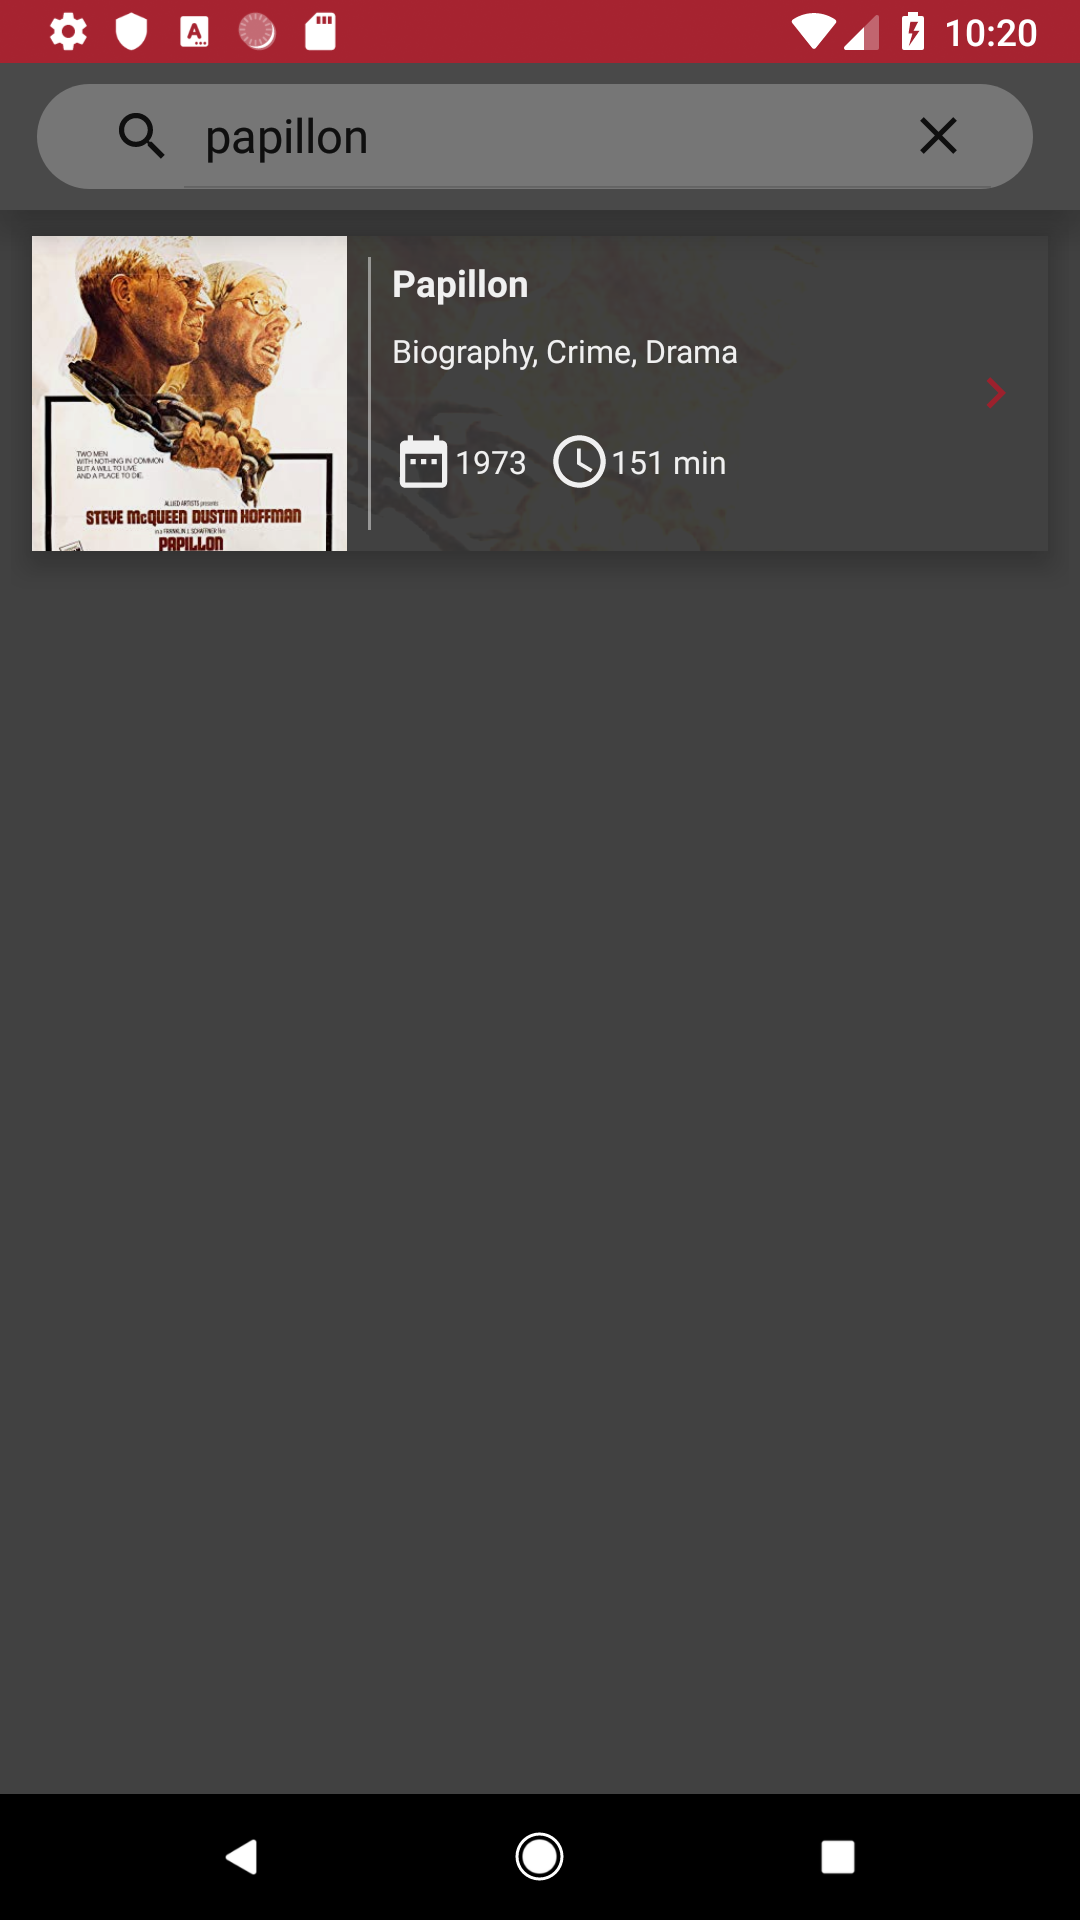 10:20
papillon
Papillon
Biography, Crime, Drama
1973 151 min
TWO MEN
WITH NOTHING IN COMMON
BUT A WILL TO LIVE
AND A PLACE TO DIE.
ALLIED ARTISTS presents
STEVE McQUEEN DUSTIN HOFFMAN
in a FRANKLIN J. SCHAFFNER film
PAPILLON